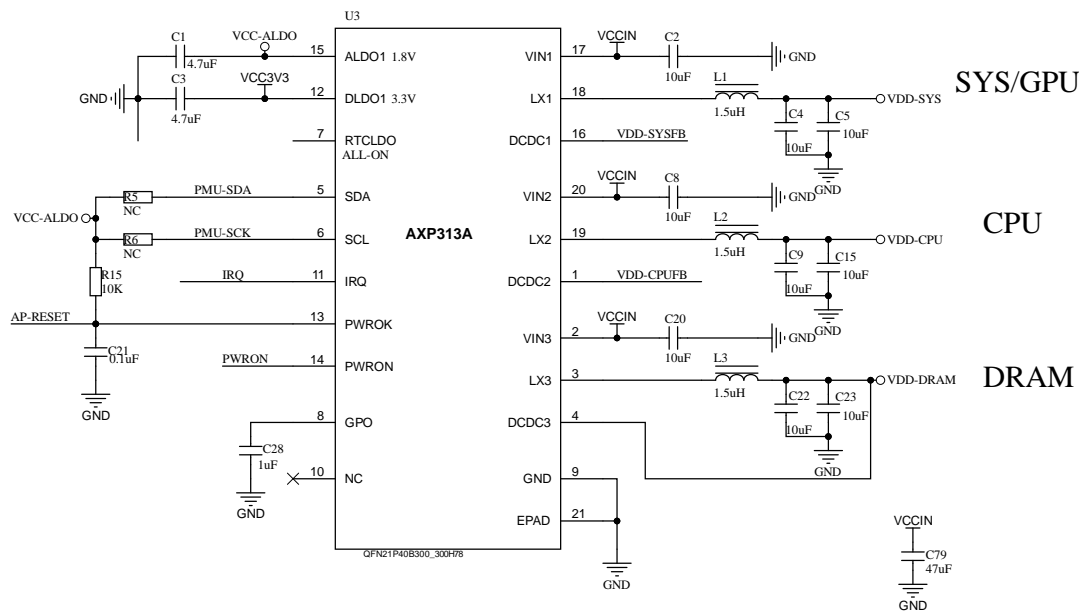 U3
AXP313A
QFN21P40B300_300H78
C1
4.7uF
VCC-ALDO
15
ALDO1 1.8V
GND
C3
4.7uF
VCC3V3
12
DLDO1 3.3V
7
RTCLDO
ALL-ON
R5
NC
PMU-SDA
5
SDA
VCC-ALDO
R6
NC
PMU-SCK
6
SCL
R15
10K
IRQ
11
IRQ
AP-RESET
13
PWROK
C21
0.1uF
GND
PWRON
14
PWRON
8
GPO
C28
1uF
GND
10
NC
VIN1
17
VCCIN
C2
10uF
GND
LX1
18
L1
1.5uH
VDD-SYS
SYS/GPU
C4
10uF
C5
10uF
GND
DCDC1
16
VDD-SYSFB
VIN2
20
VCCIN
C8
10uF
GND
LX2
19
L2
1.5uH
VDD-CPU
CPU
C9
10uF
C15
10uF
GND
DCDC2
1
VDD-CPUFB
VIN3
2
VCCIN
C20
10uF
GND
LX3
3
L3
1.5uH
VDD-DRAM
DRAM
C22
10uF
C23
10uF
GND
DCDC3
4
GND
9
EPAD
21
GND
VCCIN
C79
47uF
GND